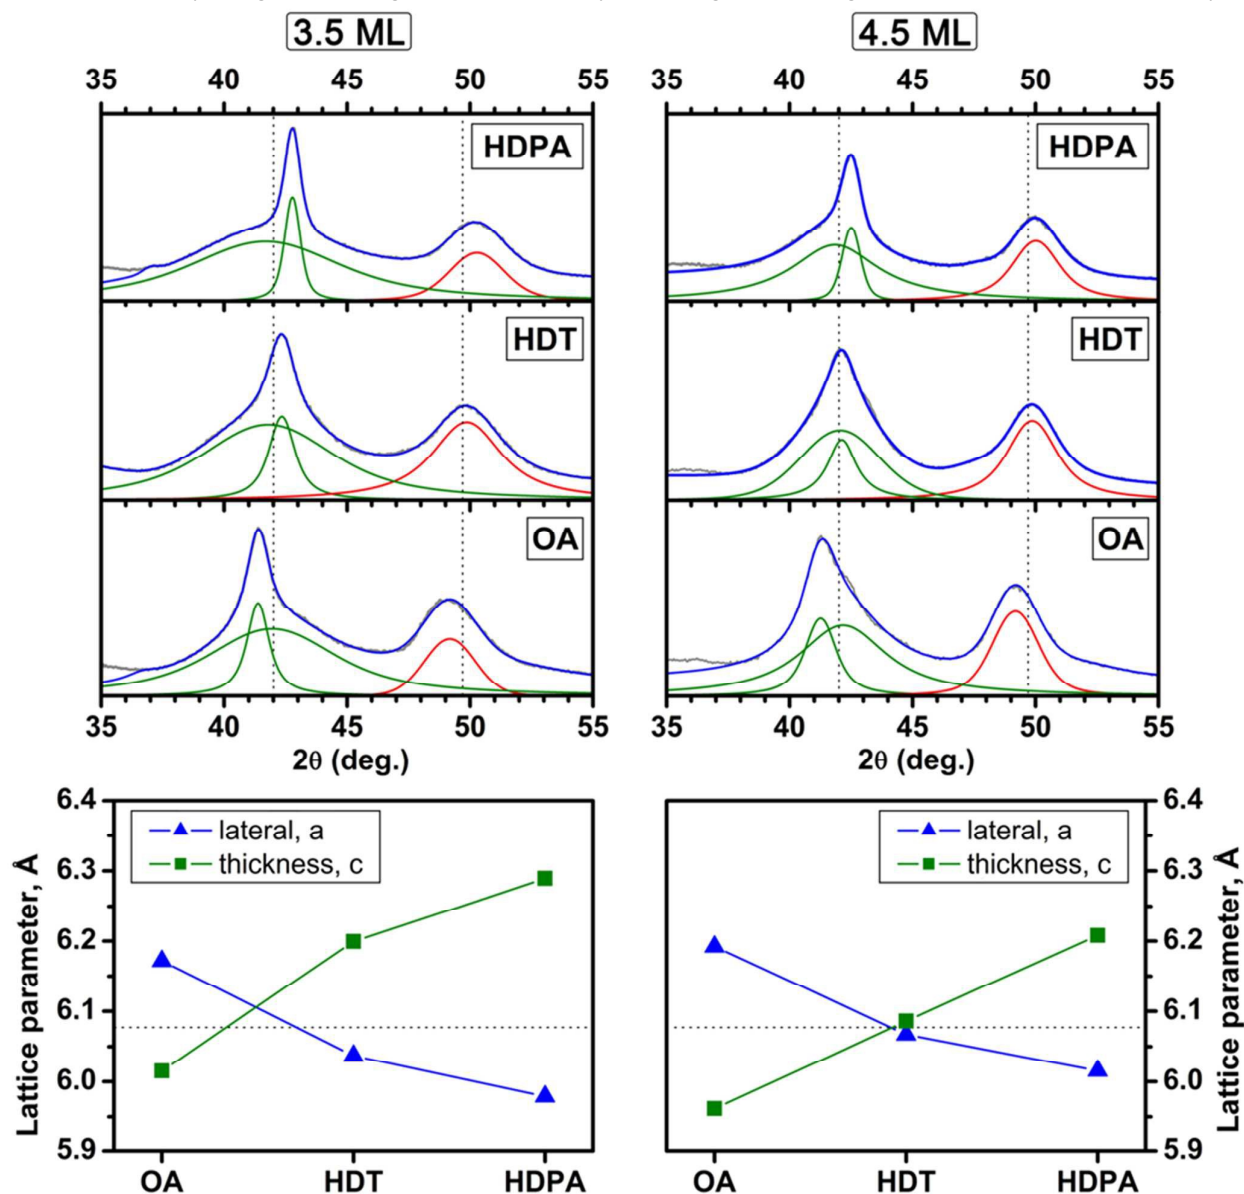 3.5 ML 4.5 ML
35 40 45 50 55 35 40 45 50 55
HDPA HDPA
HDT HDT
OA OA
35 40 45 50 55 35 40 45 50 55
2θ (deg.) 2θ (deg.)
6.4 6.4
lateral, a lateral, a
thickness, c thickness, c
6.3 6.3
6.2 6.2
6.1 6.1
6.0 6.0
5.9 5.9
Lattice parameter, Å Lattice parameter, Å
OA HDT HDPA OA HDT HDPA